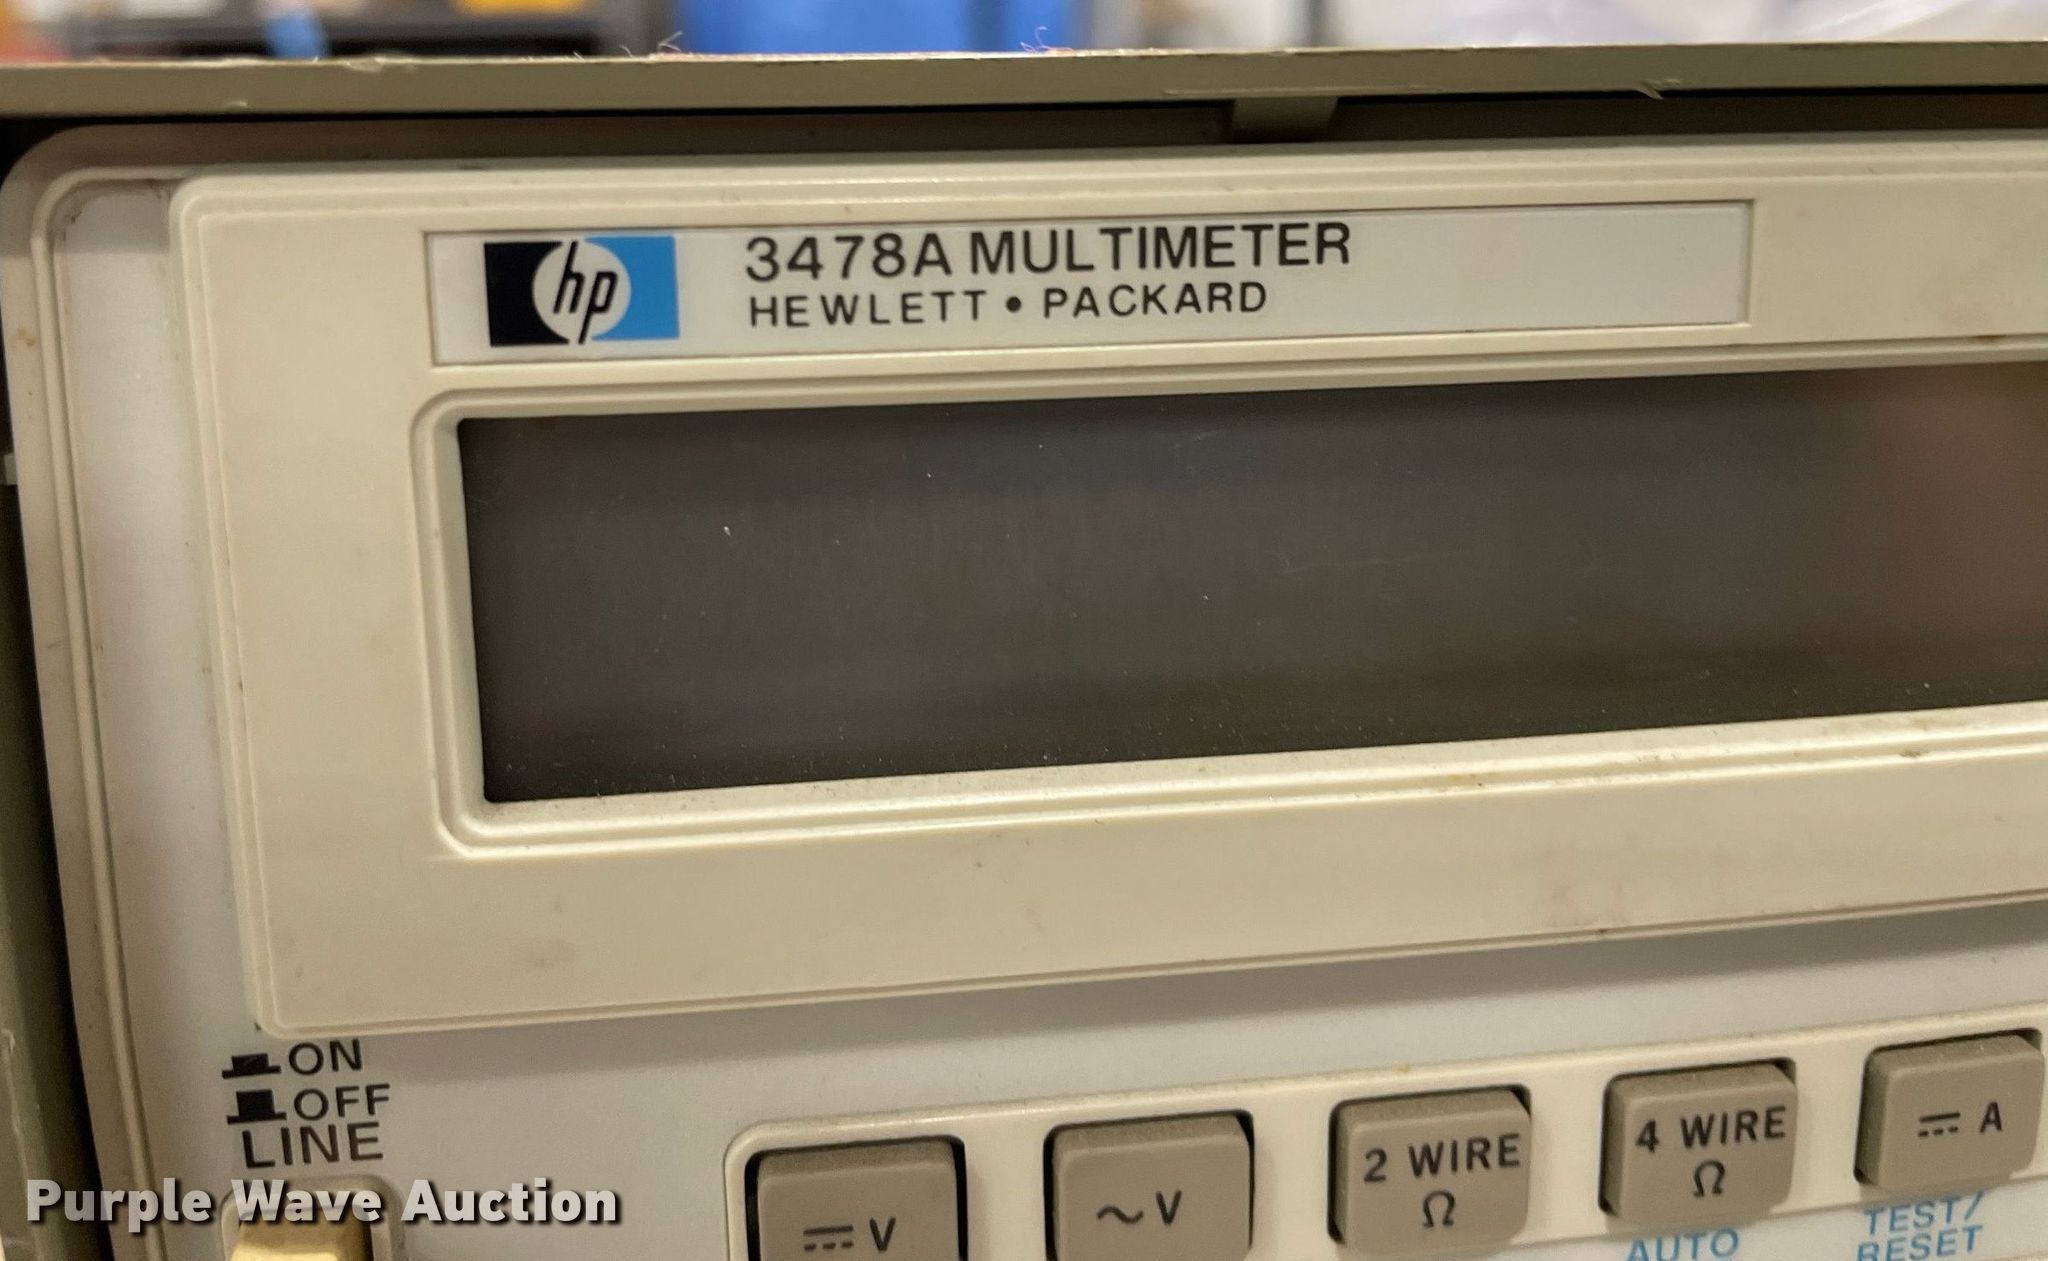 hp
3478A MULTIMETER
HEWLETT • PACKARD
ON
OFF
LINE
⎓ V
~V
2 WIRE
Ω
4 WIRE
Ω
⎓ A
AUTO
TEST/
RESET
Purple Wave Auction